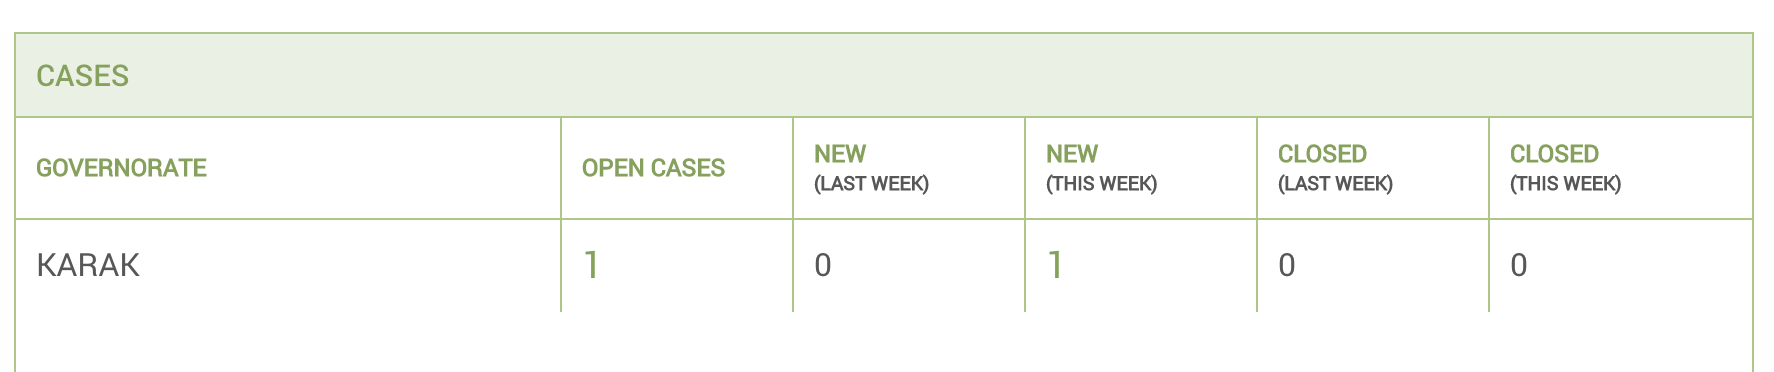 CASES
GOVERNORATE
OPEN CASES
NEW
(LAST WEEK)
NEW
(THIS WEEK)
CLOSED
(LAST WEEK)
CLOSED
(THIS WEEK)
KARAK
1
0
1
0
0